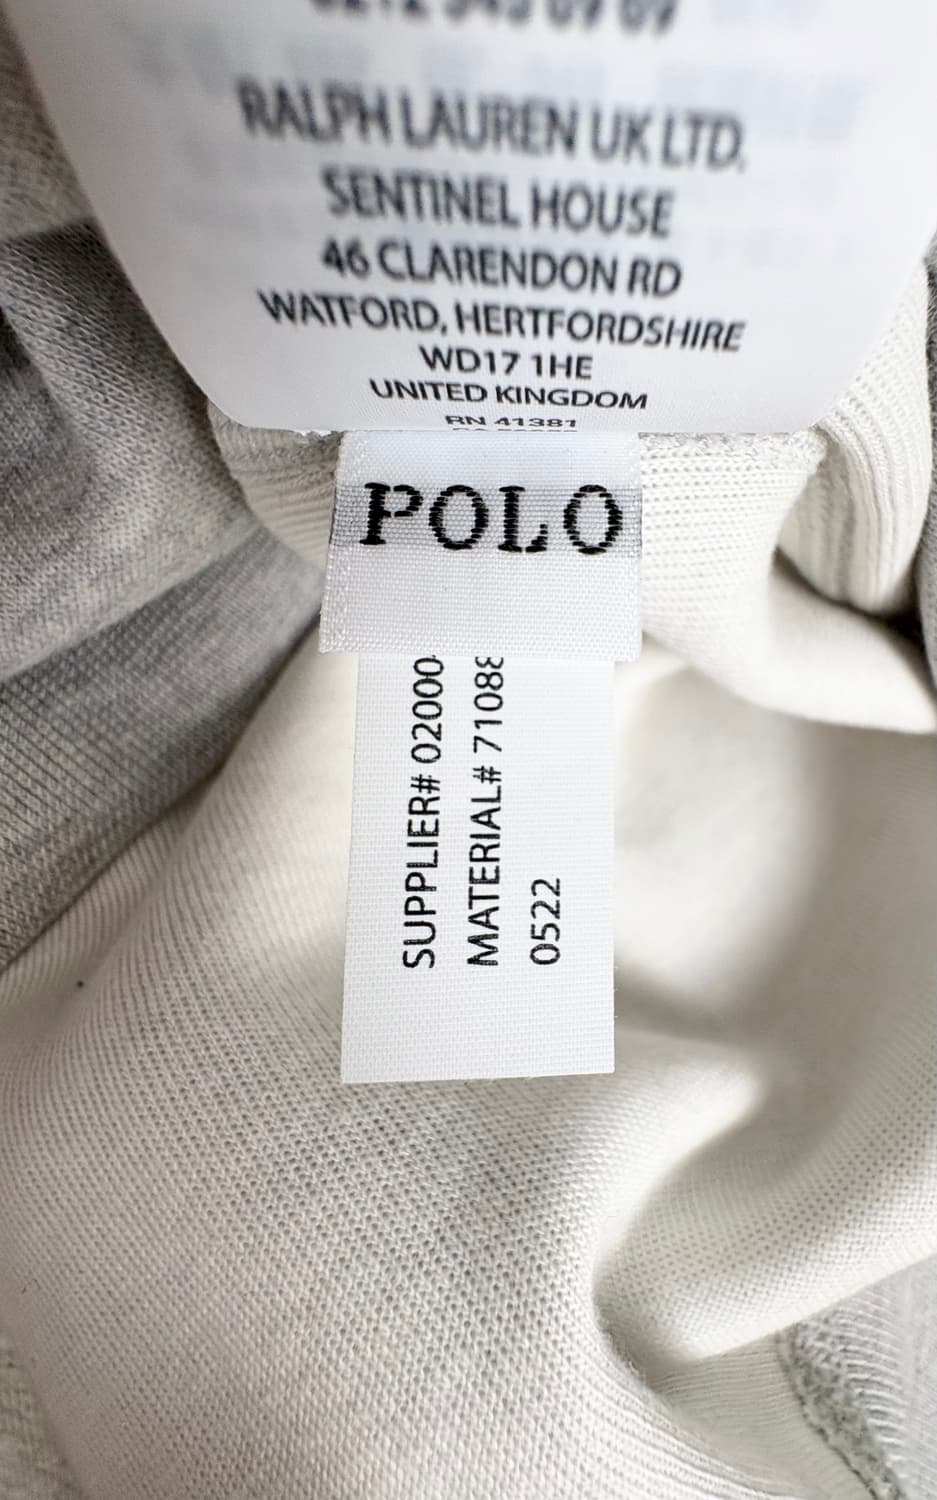 RALPH LAUREN UK LTD.
SENTINEL HOUSE
46 CLARENDON RD
WATFORD, HERTFORDSHIRE
WD17 1HE
UNITED KINGDOM
RN 41381
POLO
SUPPLIER# 02000
MATERIAL# 71088
0522